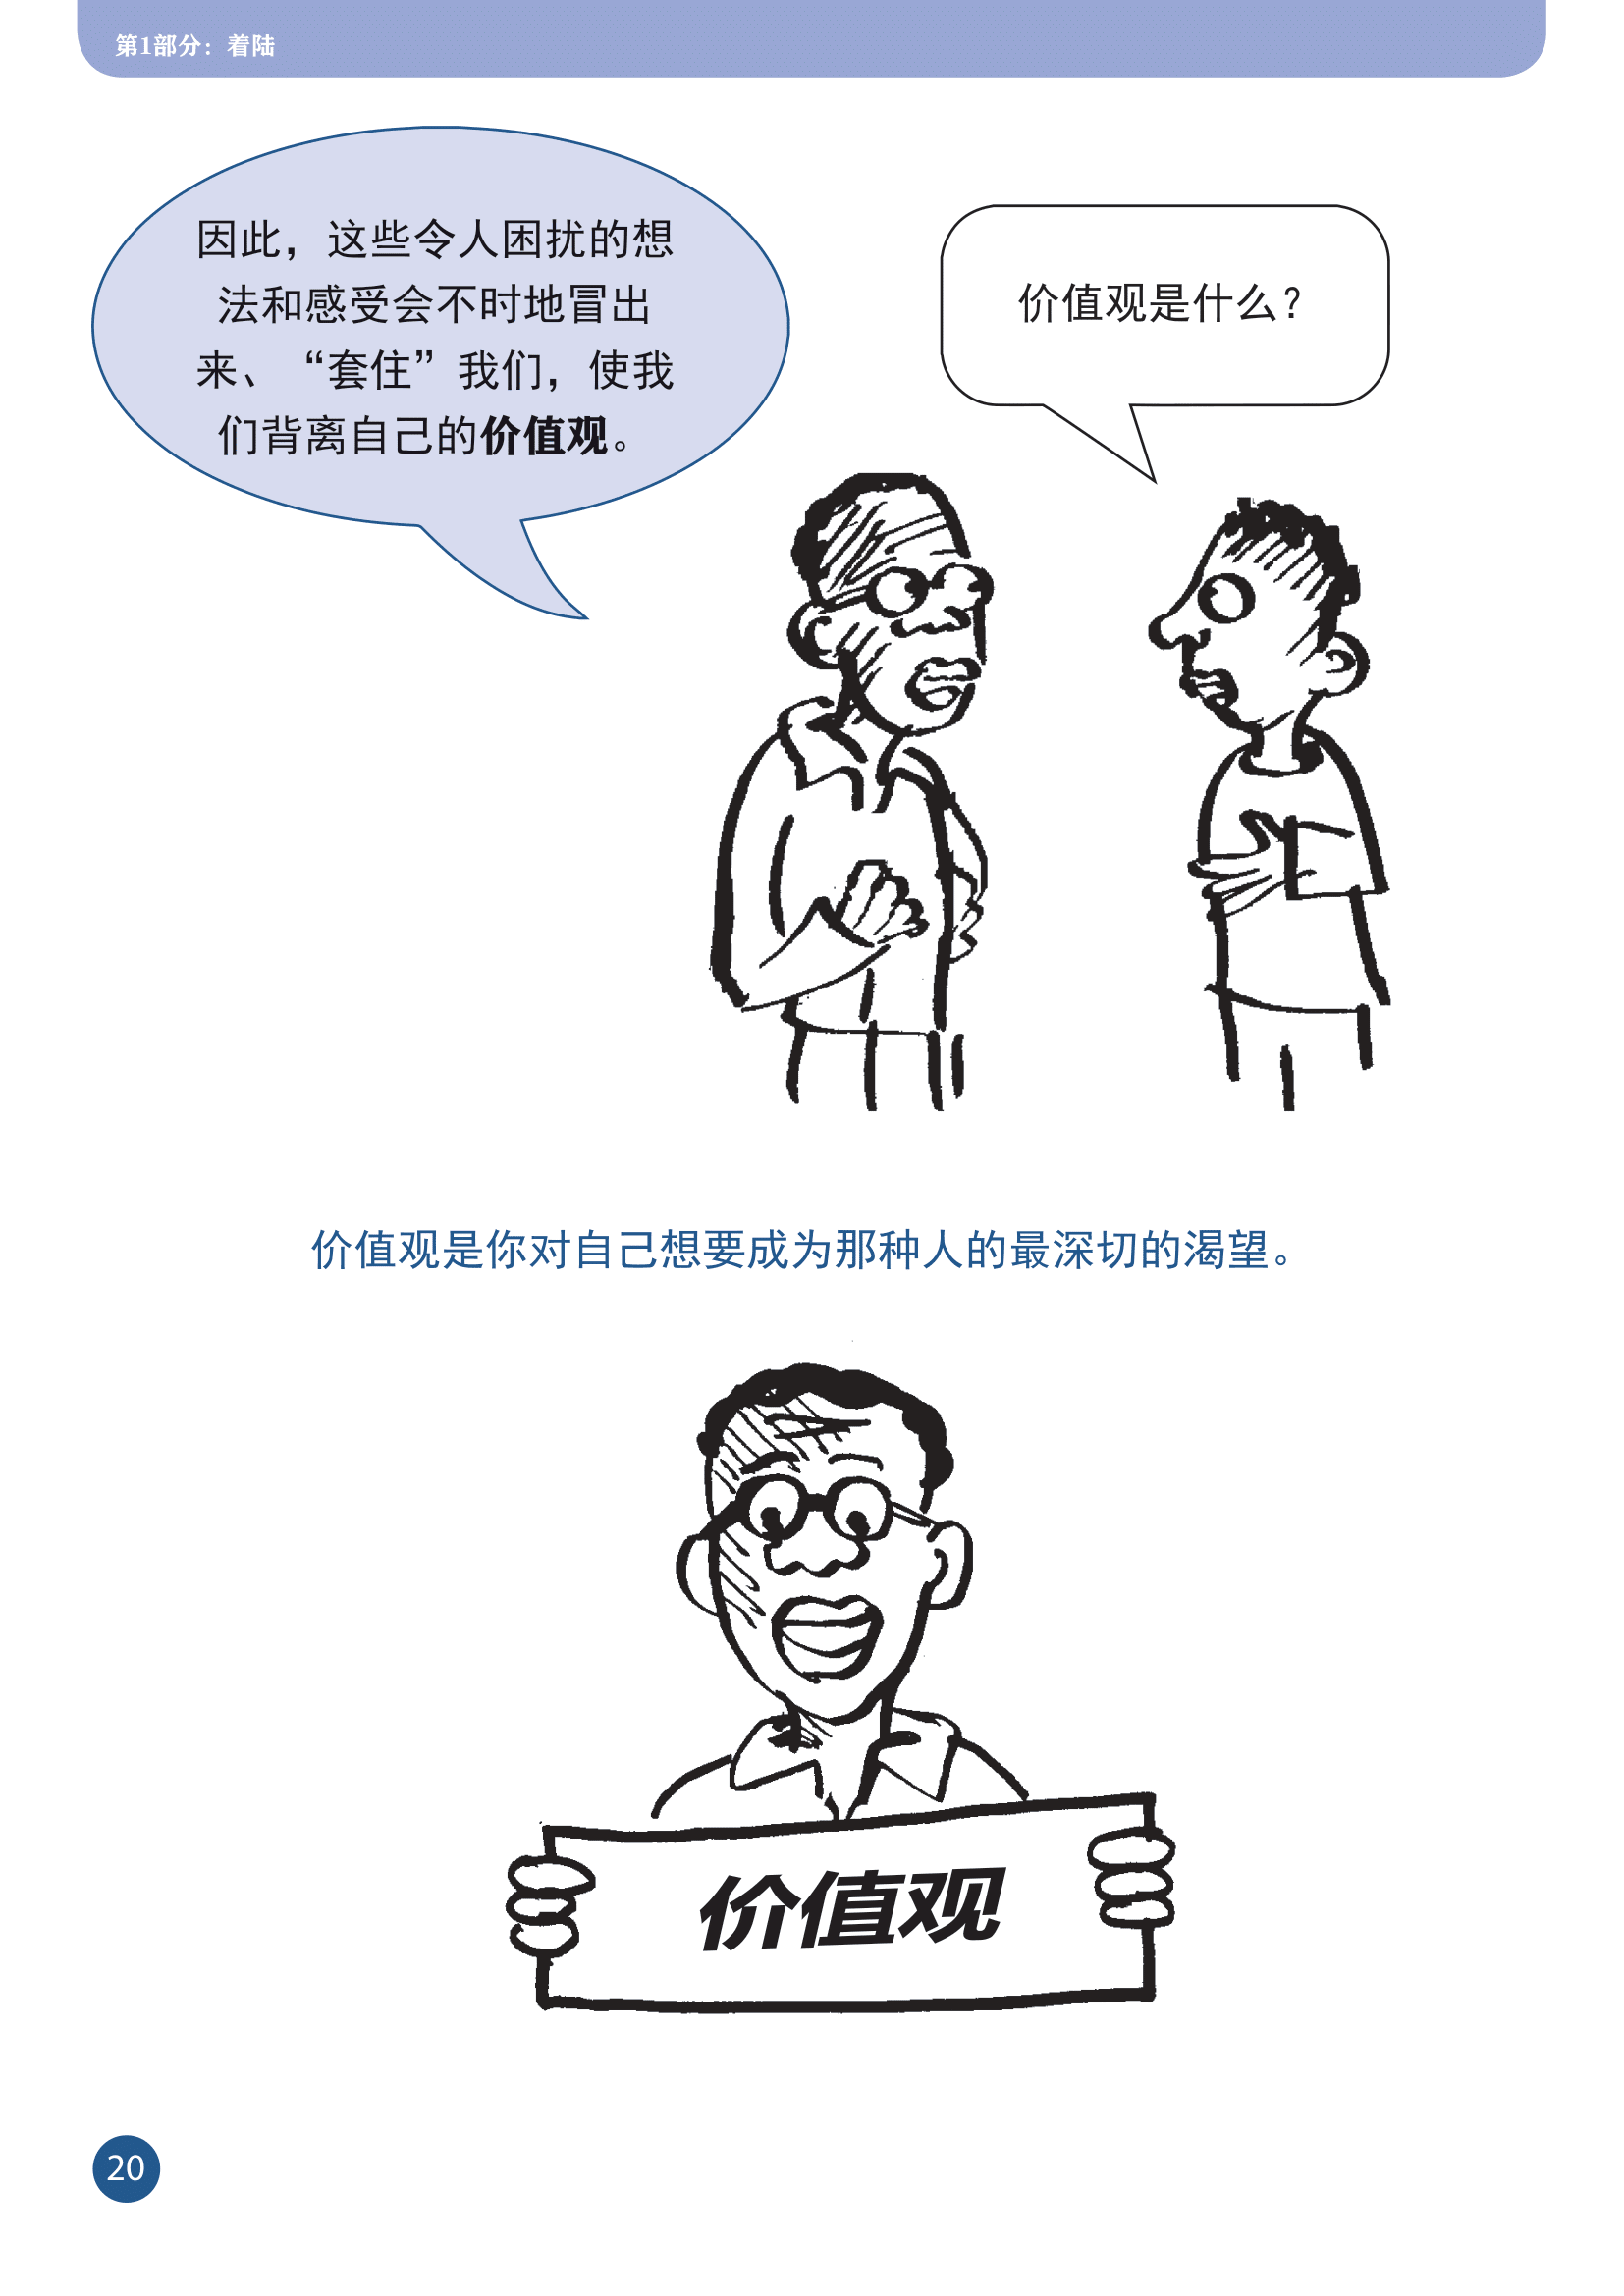 第1部分：着陆
因此，这些令人困扰的想
法和感受会不时地冒出
来、“套住”我们，使我
们背离自己的价值观。
价值观是什么？
价值观是你对自己想要成为那种人的最深切的渴望。
价值观
20